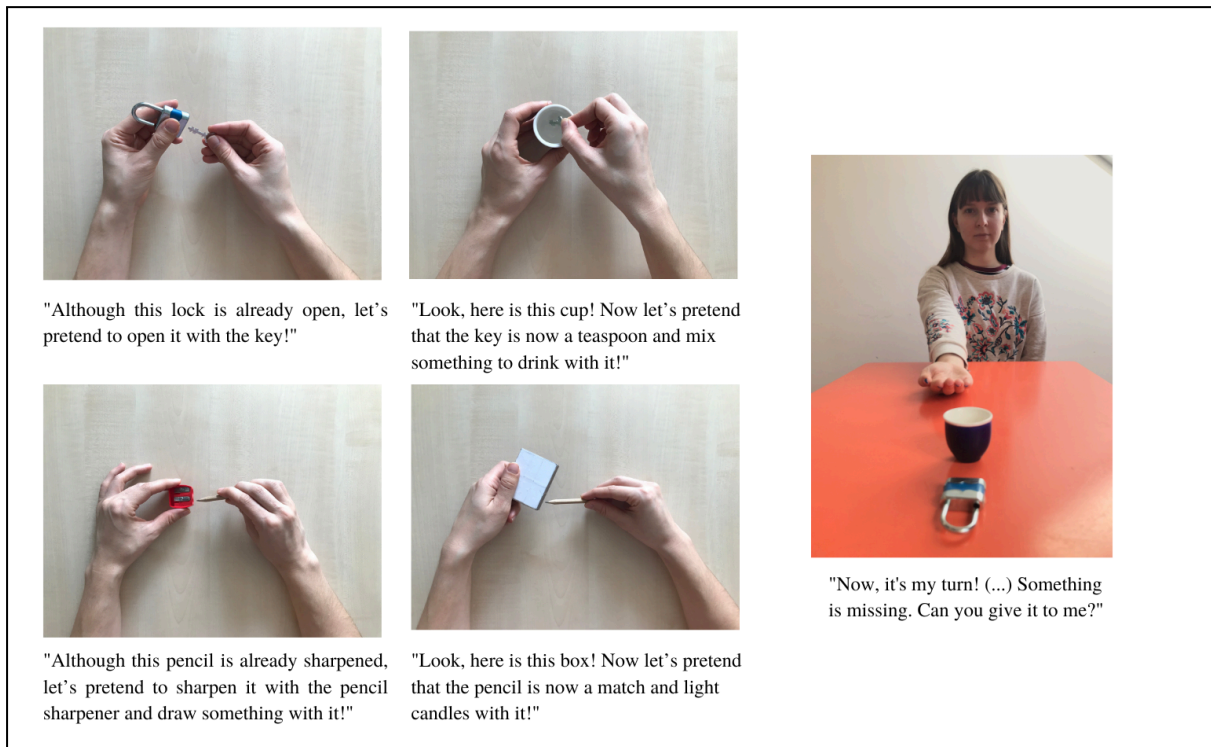 "Although this lock is already open, let's
pretend to open it with the key!"
"Look, here is this cup! Now let's pretend
that the key is now a teaspoon and mix
something to drink with it!"
"Although this pencil is already sharpened,
let's pretend to sharpen it with the pencil
sharpener and draw something with it!"
"Look, here is this box! Now let's pretend
that the pencil is now a match and light
candles with it!"
"Now, it's my turn! (...) Something
is missing. Can you give it to me?"